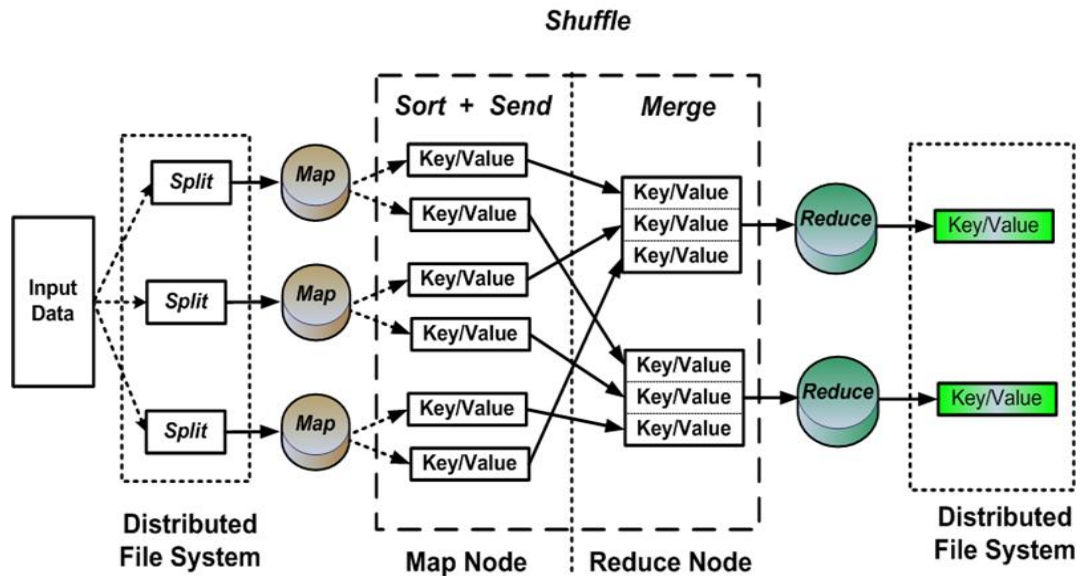 Shuffle
Sort + Send
Merge
Input
Data
Split
Split
Split
Map
Map
Map
Key/Value
Key/Value
Key/Value
Key/Value
Key/Value
Key/Value
Key/Value
Key/Value
Key/Value
Key/Value
Key/Value
Key/Value
Reduce
Reduce
Key/Value
Key/Value
Distributed
File System
Map Node
Reduce Node
Distributed
File System